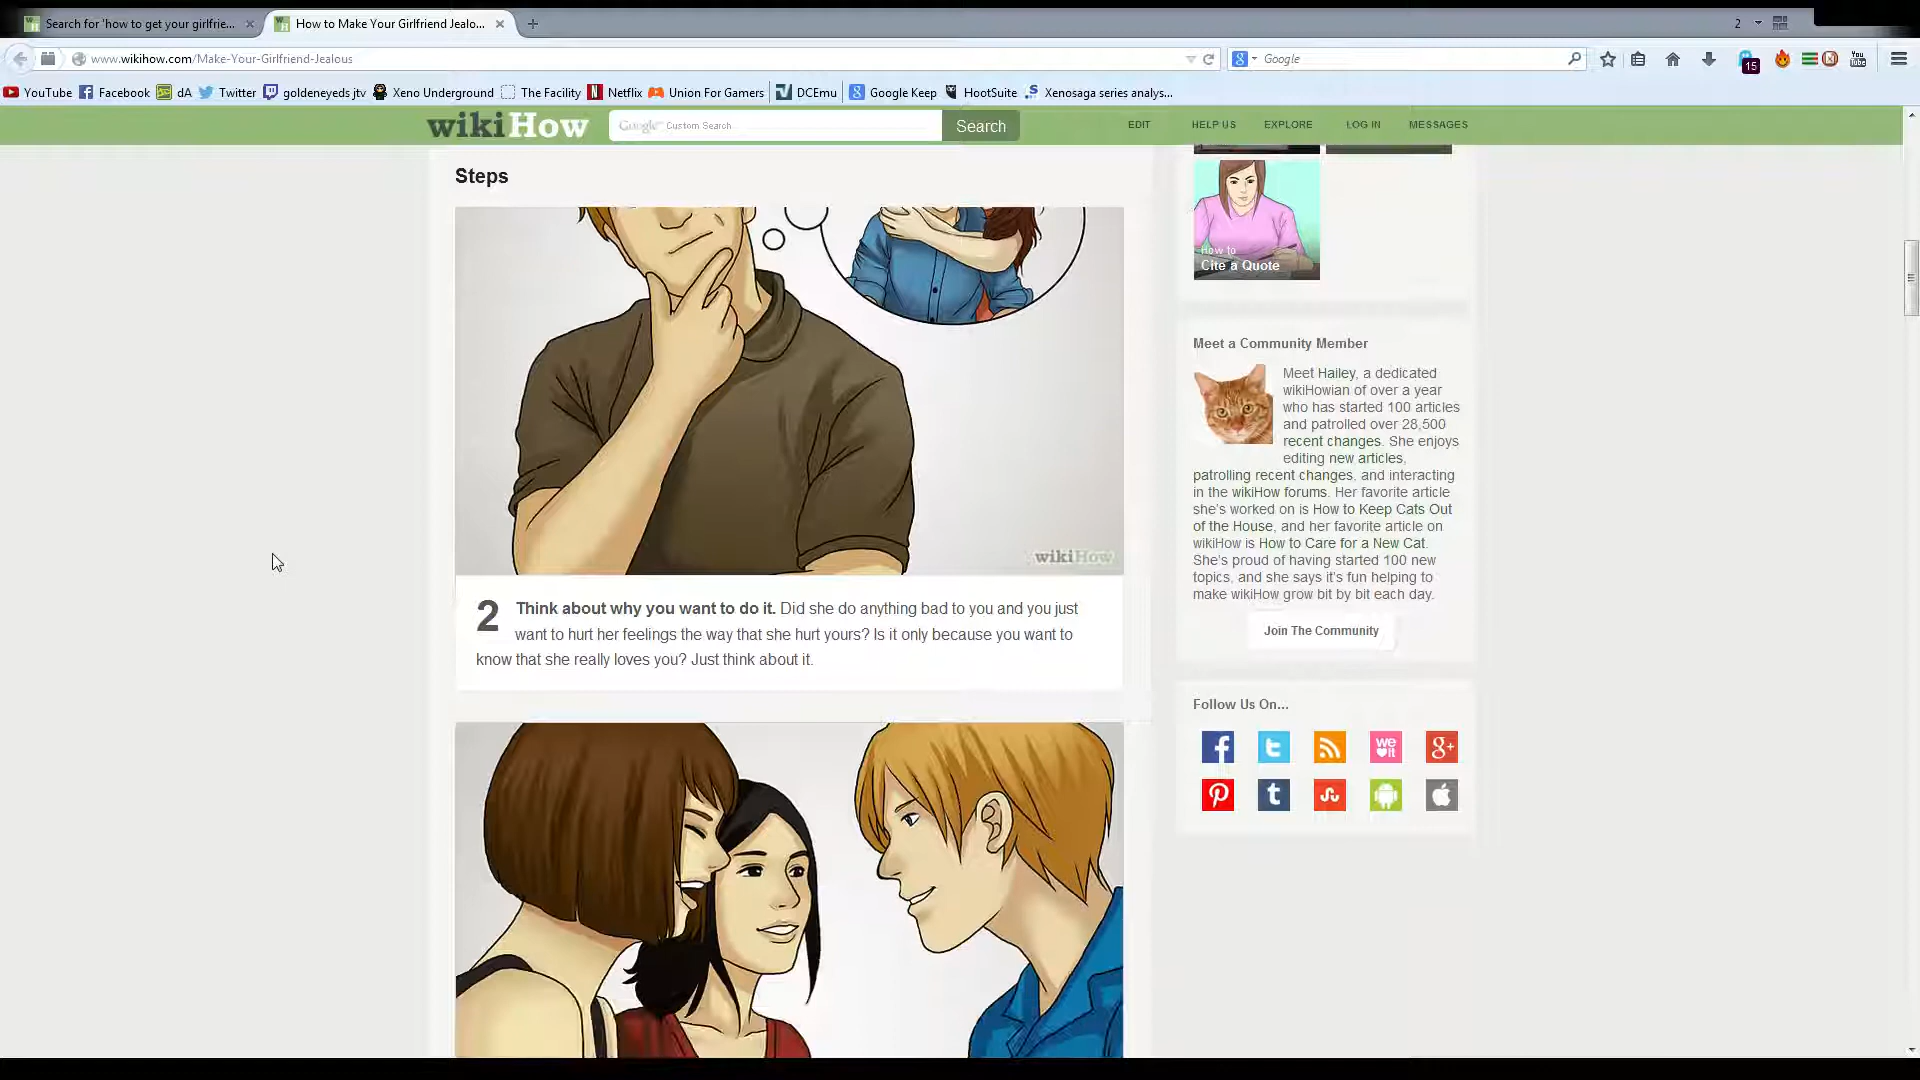 Search for 'how to get your girlfrie...
How to Make Your Girlfriend Jealo...
2
www.wikihow.com/Make-Your-Girlfriend-Jealous
Google
15
YouTube Facebook dA Twitter goldeneyeds jtv Xeno Underground The Facility Netflix Union For Gamers DCEmu Google Keep HootSuite Xenosaga series analys...
wikiHow Google Custom Search Search EDIT HELP US EXPLORE LOG IN MESSAGES
Steps
wikiHow
2 Think about why you want to do it. Did she do anything bad to you and you just
want to hurt her feelings the way that she hurt yours? Is it only because you want to
know that she really loves you? Just think about it.
How to
Cite a Quote
Meet a Community Member
Meet Hailey, a dedicated
wikiHowian of over a year
who has started 100 articles
and patrolled over 28,500
recent changes. She enjoys
editing new articles,
patrolling recent changes, and interacting
in the wikiHow forums. Her favorite article
she's worked on is How to Keep Cats Out
of the House, and her favorite article on
wikiHow is How to Care for a New Cat.
She's proud of having started 100 new
topics, and she says it's fun helping to
make wikiHow grow bit by bit each day.
Join The Community
Follow Us On...
we
it